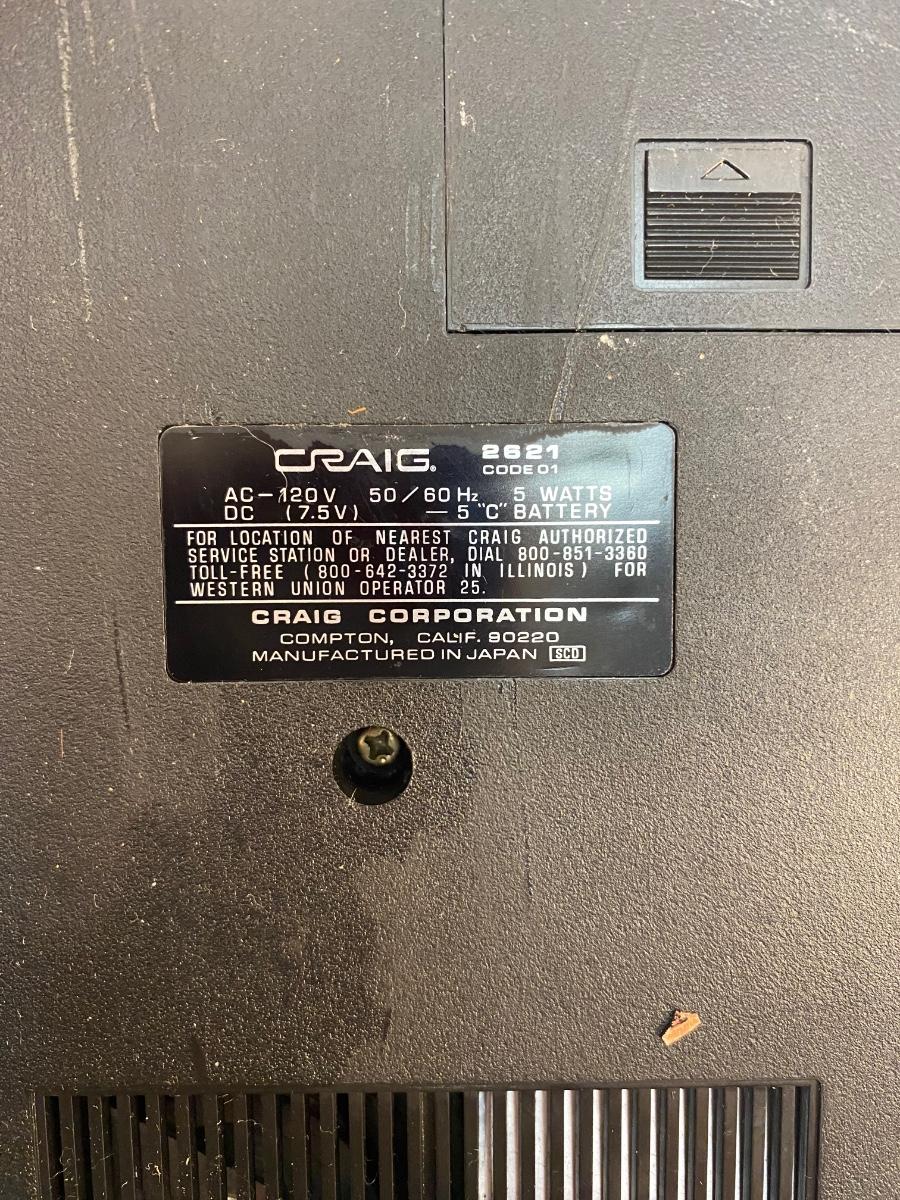 CRAIG. 2621
CODE 01
AC-120V 50/60 Hz 5 WATTS
DC (7.5V) — 5 "C" BATTERY
FOR LOCATION OF NEAREST CRAIG AUTHORIZED
SERVICE STATION OR DEALER, DIAL 800-851-3360
TOLL-FREE (800-642-3372 IN ILLINOIS) FOR
WESTERN UNION OPERATOR 25.
CRAIG CORPORATION
COMPTON, CALIF. 90220
MANUFACTURED IN JAPAN SCD